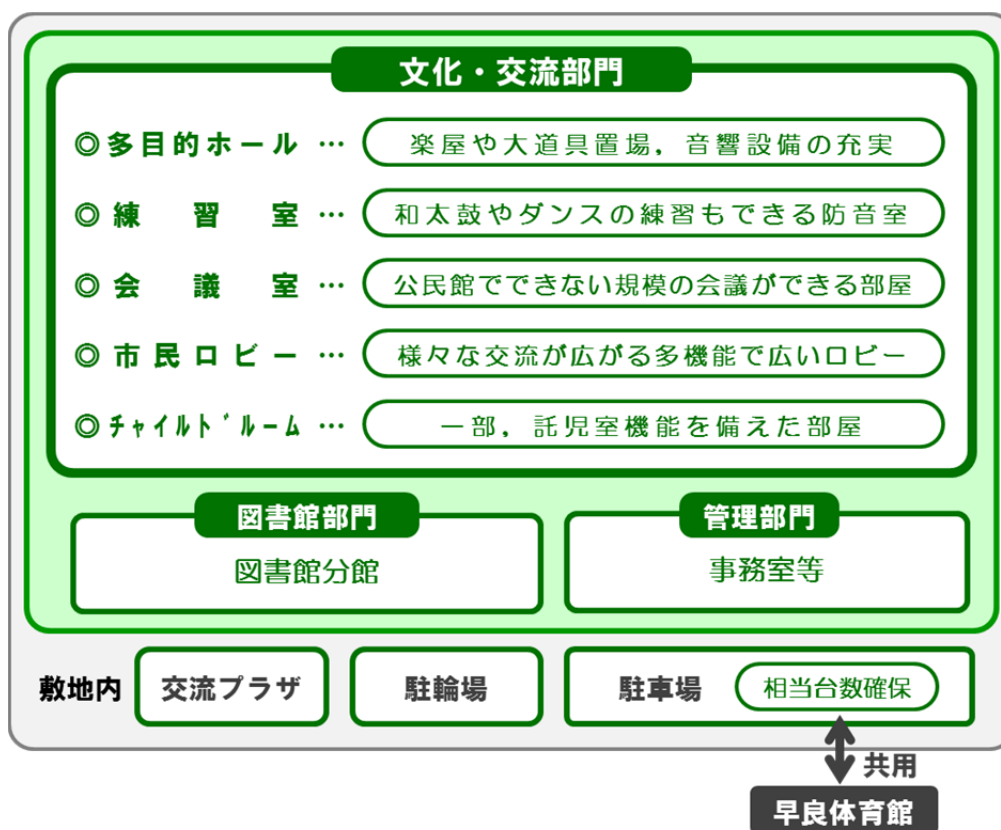 文化・交流部門
◎多目的ホール … 楽屋や大道具置場，音響設備の充実
◎練習室 … 和太鼓やダンスの練習もできる防音室
◎会議室 … 公民館でできない規模の会議ができる部屋
◎市民ロビー … 様々な交流が広がる多機能で広いロビー
◎チャイルドルーム … 一部，託児室機能を備えた部屋
図書館部門
図書館分館
管理部門
事務室等
敷地内 交流プラザ 駐輪場 駐車場 相当台数確保
共用
早良体育館